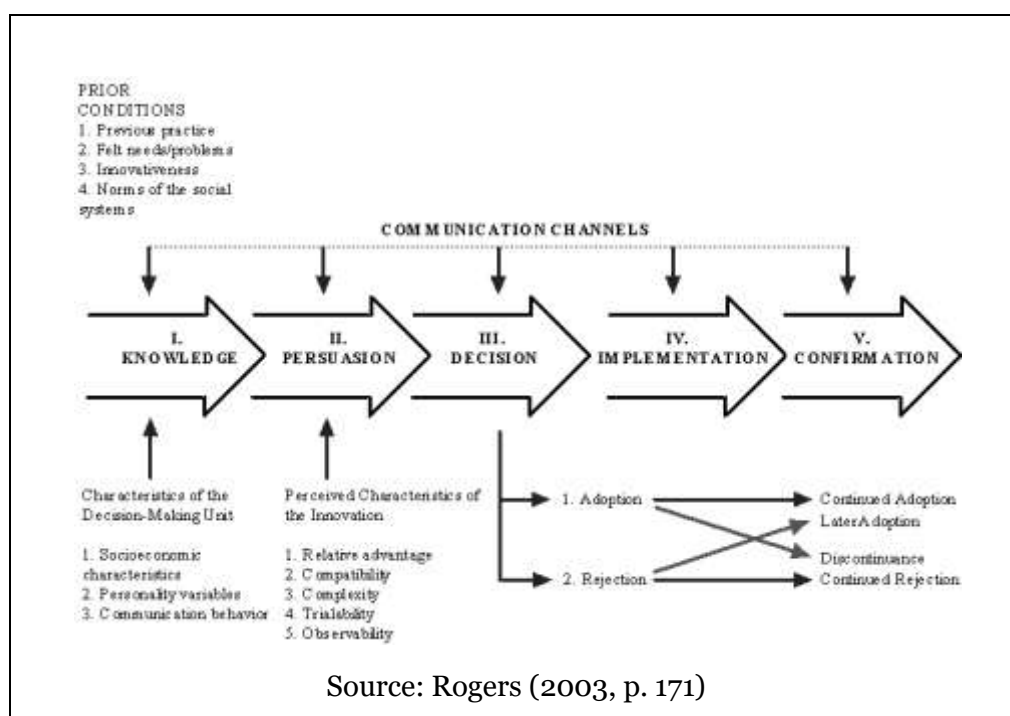 PRIOR
CONDITIONS
1. Previous practice
2. Felt needs/problems
3. Innovativeness
4. Norms of the social
systems
COMMUNICATION CHANNELS
I.
KNOWLEDGE
II.
PERSUASION
III.
DECISION
IV.
IMPLEMENTATION
V.
CONFIRMATION
Characteristics of the
Decision-Making Unit
1. Socioeconomic
characteristics
2. Personality variables
3. Communication behavior
Perceived Characteristics of
the Innovation
1. Relative advantage
2. Compatibility
3. Complexity
4. Trialability
5. Observability
1. Adoption
2. Rejection
Continued Adoption
Later Adoption
Discontinuance
Continued Rejection
Source: Rogers (2003, p. 171)